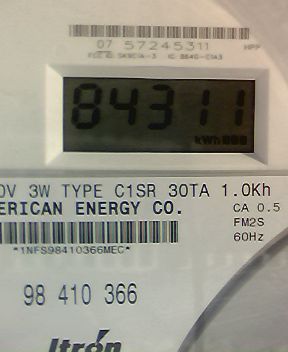 07 57245311
84311
kWh
0V 3W TYPE C1SR 30TA 1.0Kh
ERICAN ENERGY CO.
CA 0.5
FM2S
60Hz
*1NFS98410366MEC*
98 410 366
Itrón